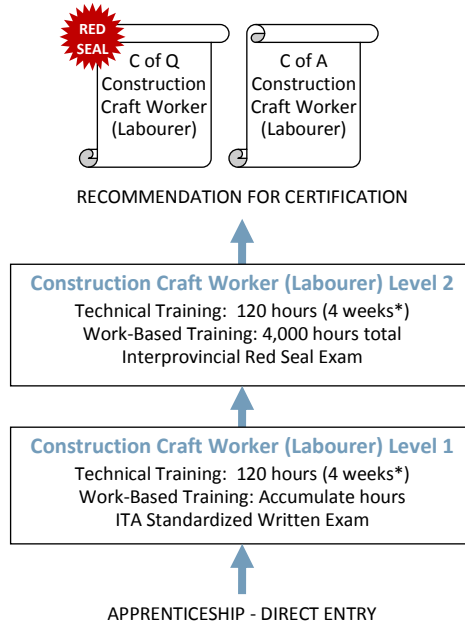 RED
SEAL
C of Q
Construction
Craft Worker
(Labourer)
C of A
Construction
Craft Worker
(Labourer)
RECOMMENDATION FOR CERTIFICATION
Construction Craft Worker (Labourer) Level 2
Technical Training:  120 hours (4 weeks*)
Work-Based Training: 4,000 hours total
Interprovincial Red Seal Exam
Construction Craft Worker (Labourer) Level 1
Technical Training:  120 hours (4 weeks*)
Work-Based Training: Accumulate hours
ITA Standardized Written Exam
APPRENTICESHIP - DIRECT ENTRY